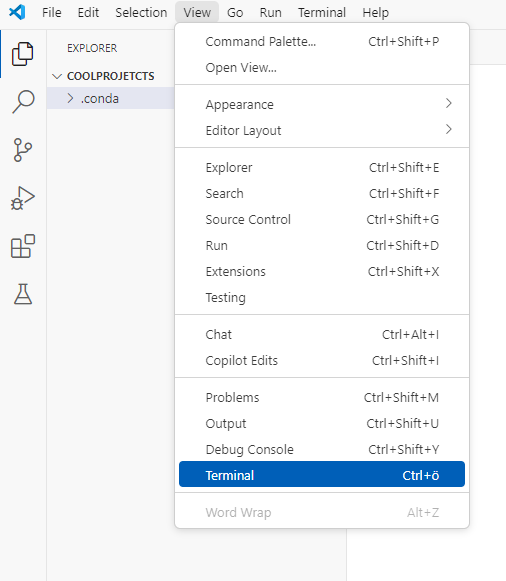 File Edit Selection View Go Run Terminal Help
EXPLORER
COOLPROJETCTS
.conda
Command Palette... Ctrl+Shift+P
Open View...
Appearance
Editor Layout
Explorer Ctrl+Shift+E
Search Ctrl+Shift+F
Source Control Ctrl+Shift+G
Run Ctrl+Shift+D
Extensions Ctrl+Shift+X
Testing
Chat Ctrl+Alt+I
Copilot Edits Ctrl+Shift+I
Problems Ctrl+Shift+M
Output Ctrl+Shift+U
Debug Console Ctrl+Shift+Y
Terminal Ctrl+ö
Word Wrap Alt+Z